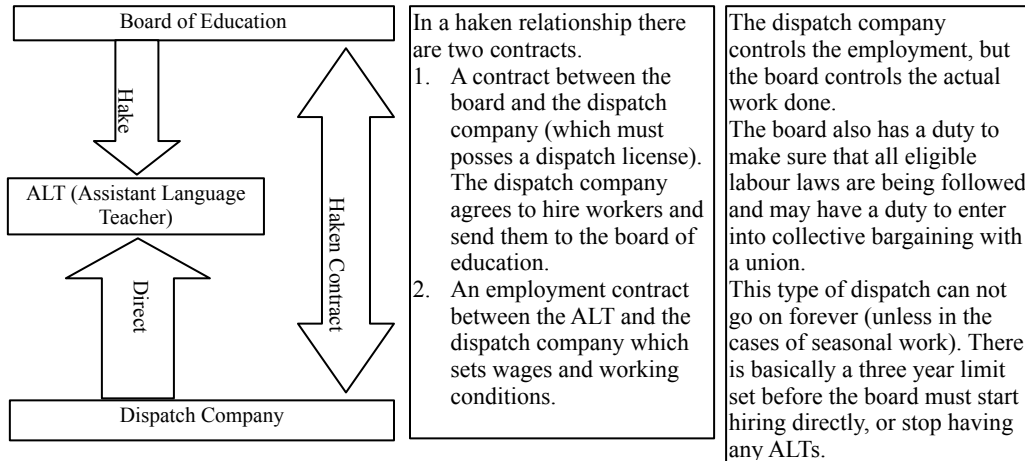 Board of Education
Hake
ALT (Assistant Language
Teacher)
Haken Contract
Direct
Dispatch Company
In a haken relationship there
are two contracts.
1. A contract between the
board and the dispatch
company (which must
posses a dispatch license).
The dispatch company
agrees to hire workers and
send them to the board of
education.
2. An employment contract
between the ALT and the
dispatch company which
sets wages and working
conditions.
The dispatch company
controls the employment, but
the board controls the actual
work done.
The board also has a duty to
make sure that all eligible
labour laws are being followed
and may have a duty to enter
into collective bargaining with
a union.
This type of dispatch can not
go on forever (unless in the
cases of seasonal work). There
is basically a three year limit
set before the board must start
hiring directly, or stop having
any ALTs.